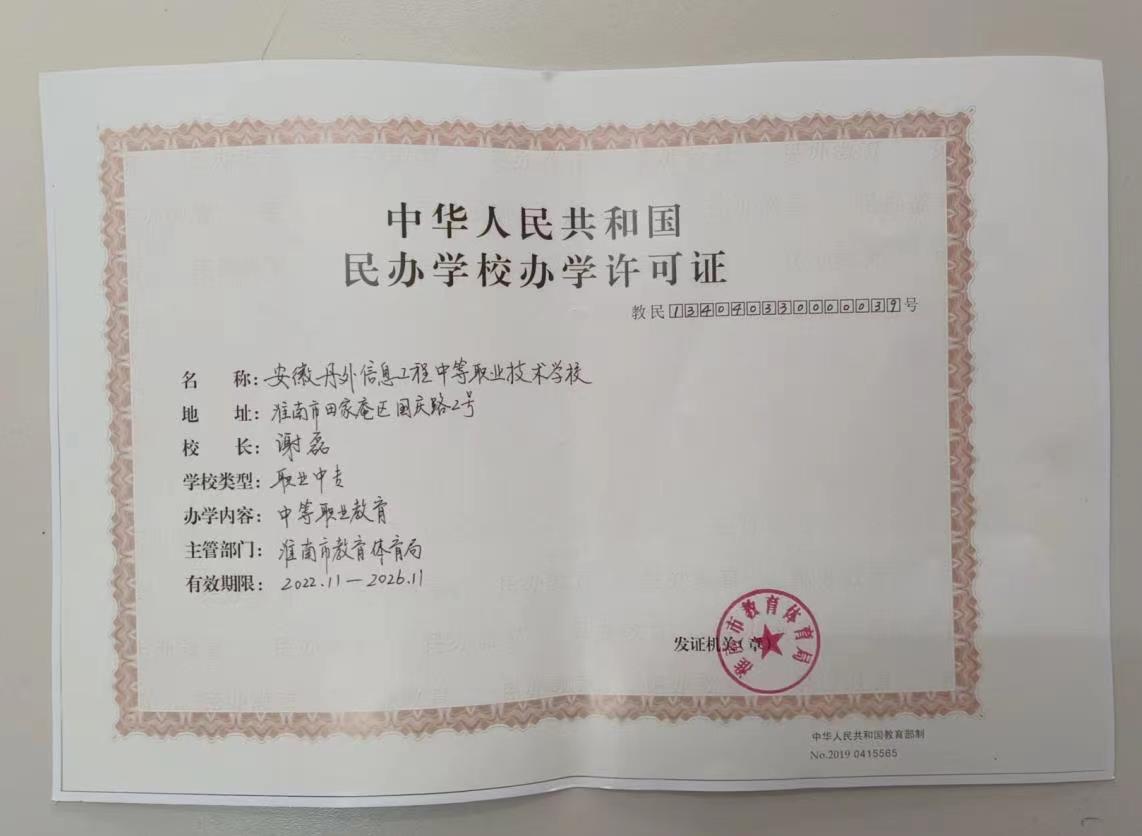 中华人民共和国
民办学校办学许可证
教民134040330000039号
名 称：安徽丹外信息工程中等职业技术学校
地 址：淮南市田家庵区国庆路2号
校 长：谢磊
学校类型：职业中专
办学内容：中等职业教育
主管部门：淮南市教育体育局
有效期限：2022.11—2026.11
发证机关（章）
淮南市教育体育局
中华人民共和国教育部制
No.2019 0415565